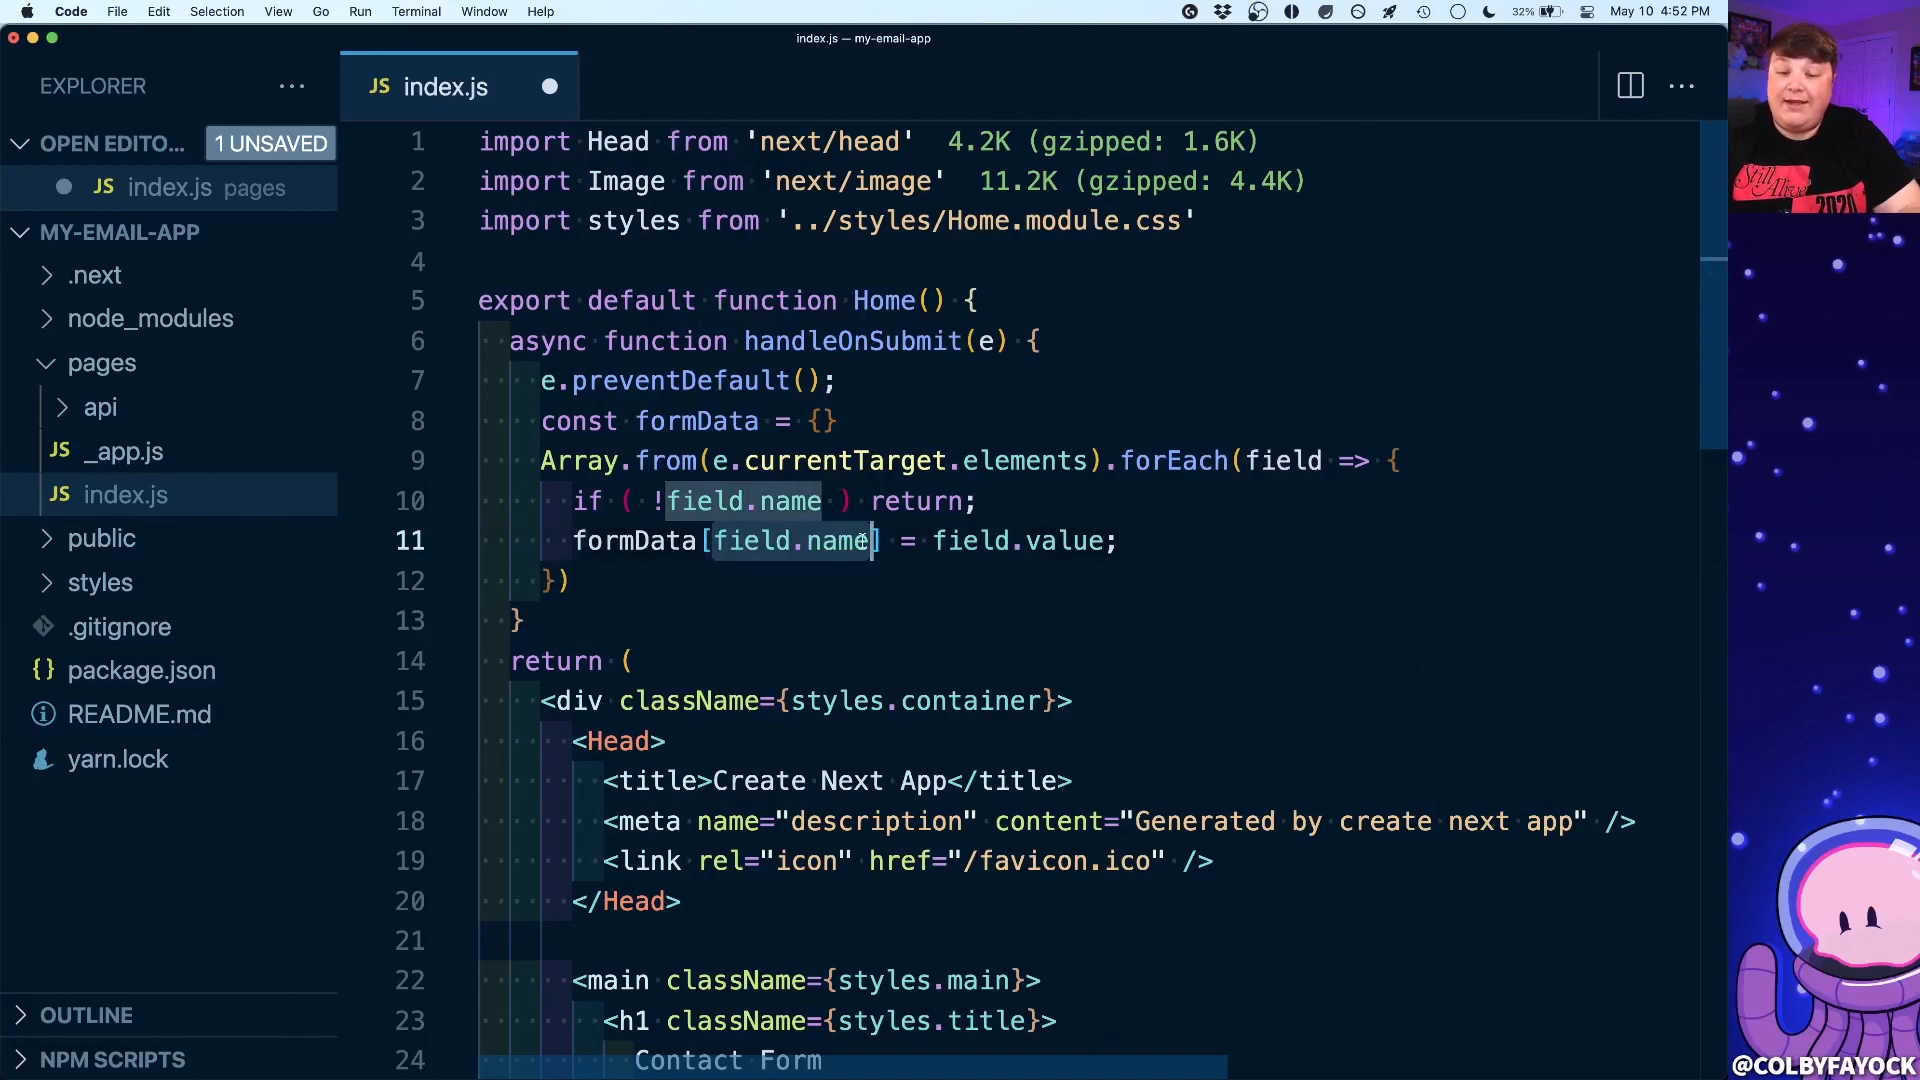 Code File Edit Selection View Go Run Terminal Window Help 32% May 10 4:52 PM
index.js — my-email-app
EXPLORER
JS index.js
OPEN EDITO... 1 UNSAVED
JS index.js pages
MY-EMAIL-APP
.next
node_modules
pages
api
JS _app.js
JS index.js
public
styles
.gitignore
{} package.json
README.md
yarn.lock
OUTLINE
NPM SCRIPTS
1 import Head from 'next/head' 4.2K (gzipped: 1.6K)
2 import Image from 'next/image' 11.2K (gzipped: 4.4K)
3 import styles from '../styles/Home.module.css'
4
5 export default function Home() {
6 async function handleOnSubmit(e) {
7 e.preventDefault();
8 const formData = {}
9 Array.from(e.currentTarget.elements).forEach(field => {
10 if ( !field.name ) return;
11 formData[field.name] = field.value;
12 })
13 }
14 return (
15 <div className={styles.container}>
16 <Head>
17 <title>Create Next App</title>
18 <meta name="description" content="Generated by create next app" />
19 <link rel="icon" href="/favicon.ico" />
20 </Head>
21
22 <main className={styles.main}>
23 <h1 className={styles.title}>
24 Contact Form
Still Alive
2020
@COLBYFAYOCK